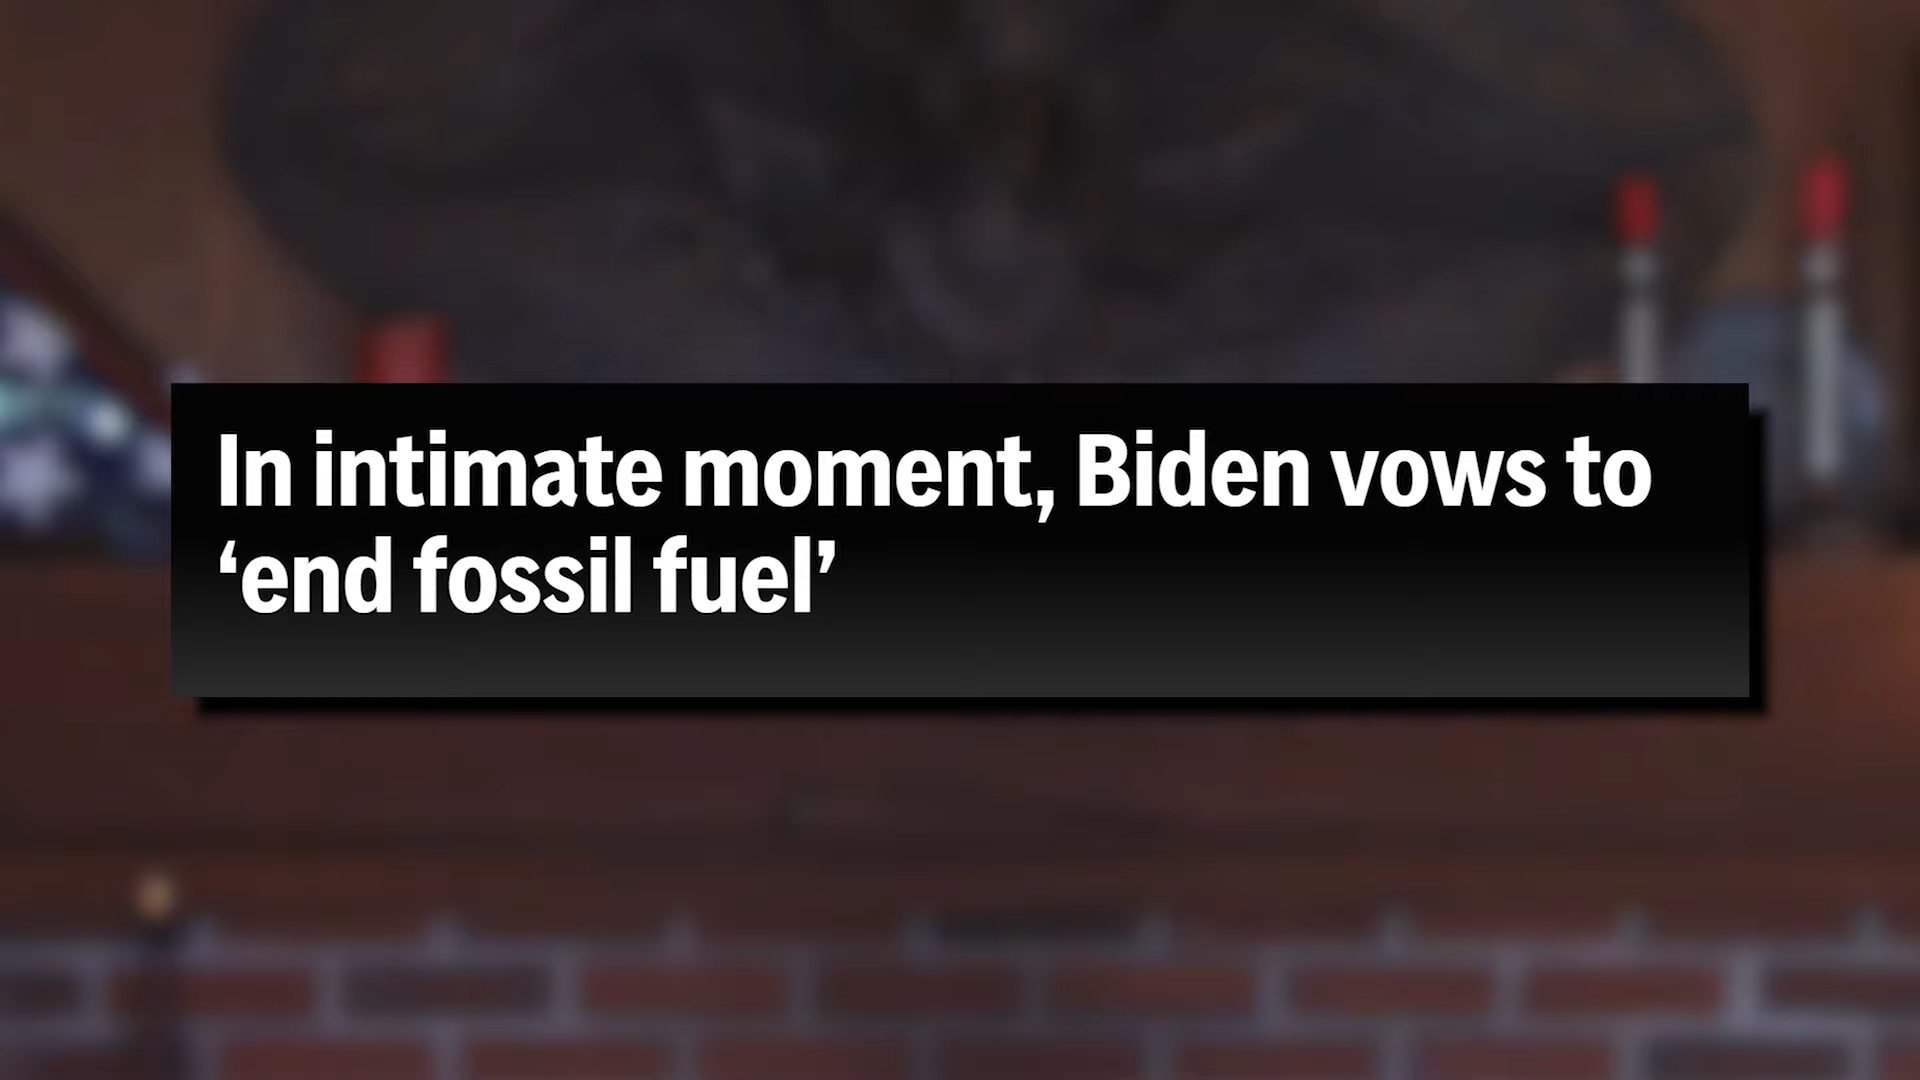 In intimate moment, Biden vows to
‘end fossil fuel’